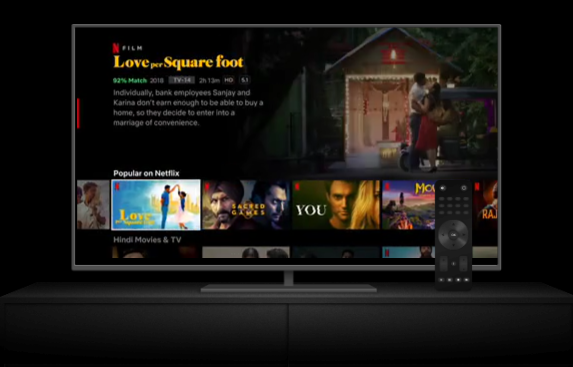 N FILM
Love per Square foot
92% Match 2018 TV-14 2h 13m HD 5.1
Individually, bank employees Sanjay and
Karina don't earn enough to be able to buy a
home, so they decide to enter into a
marriage of convenience.
Popular on Netflix
N
Love
per Square foot
N
SACRED
GAMES
N
YOU
N
N
Hindi Movies & TV